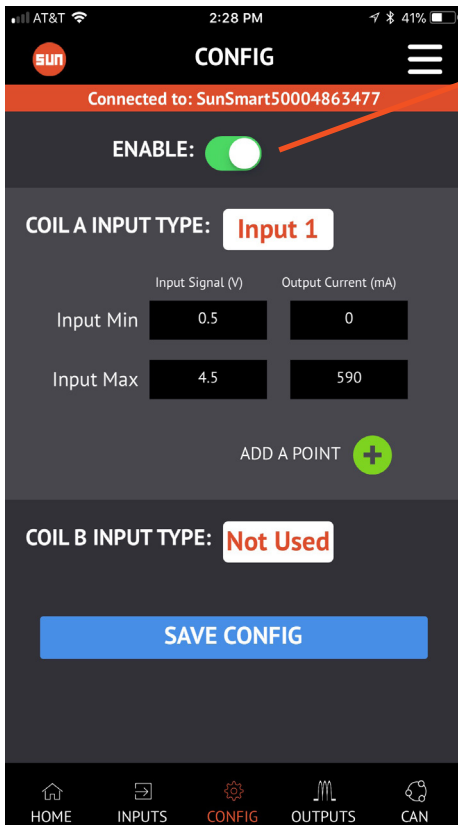 AT&T 2:28 PM 41%
sun CONFIG
Connected to: SunSmart50004863477
ENABLE:
COIL A INPUT TYPE: Input 1
Input Signal (V) Output Current (mA)
Input Min 0.5 0
Input Max 4.5 590
ADD A POINT
COIL B INPUT TYPE: Not Used
SAVE CONFIG
HOME INPUTS CONFIG OUTPUTS CAN